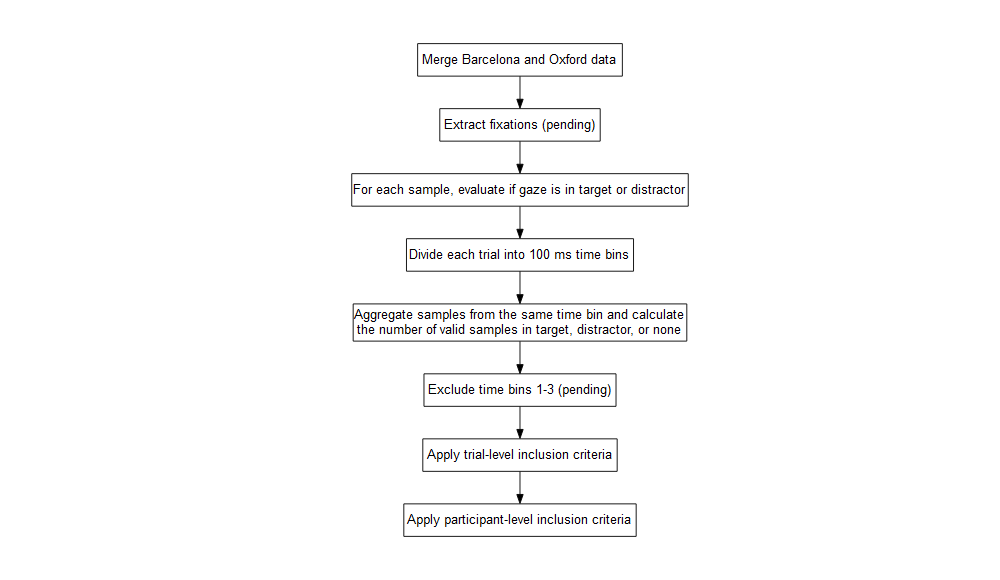 Merge Barcelona and Oxford data
Extract fixations (pending)
For each sample, evaluate if gaze is in target or distractor
Divide each trial into 100 ms time bins
Aggregate samples from the same time bin and calculate
the number of valid samples in target, distractor, or none
Exclude time bins 1-3 (pending)
Apply trial-level inclusion criteria
Apply participant-level inclusion criteria